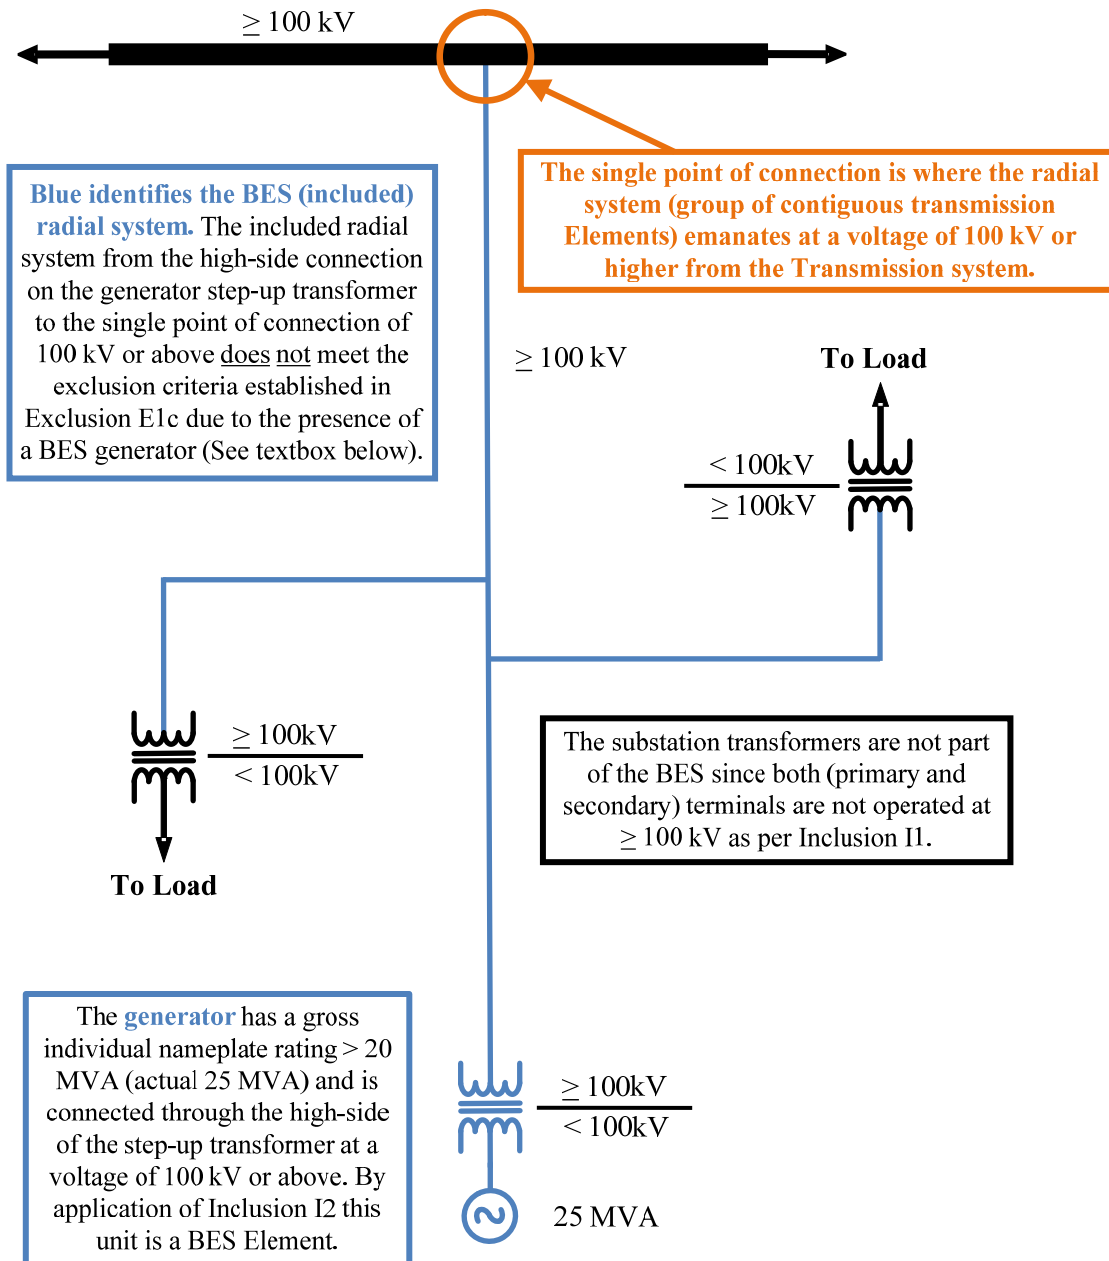 ≥ 100 kV
Blue identifies the BES (included)
radial system. The included radial
system from the high-side connection
on the generator step-up transformer
to the single point of connection of
100 kV or above does not meet the
exclusion criteria established in
Exclusion E1c due to the presence of
a BES generator (See textbox below).
The single point of connection is where the radial
system (group of contiguous transmission
Elements) emanates at a voltage of 100 kV or
higher from the Transmission system.
≥ 100 kV
To Load
< 100kV
≥ 100kV
≥ 100kV
< 100kV
To Load
The substation transformers are not part
of the BES since both (primary and
secondary) terminals are not operated at
≥ 100 kV as per Inclusion I1.
The generator has a gross
individual nameplate rating > 20
MVA (actual 25 MVA) and is
connected through the high-side
of the step-up transformer at a
voltage of 100 kV or above. By
application of Inclusion I2 this
unit is a BES Element.
≥ 100kV
< 100kV
25 MVA